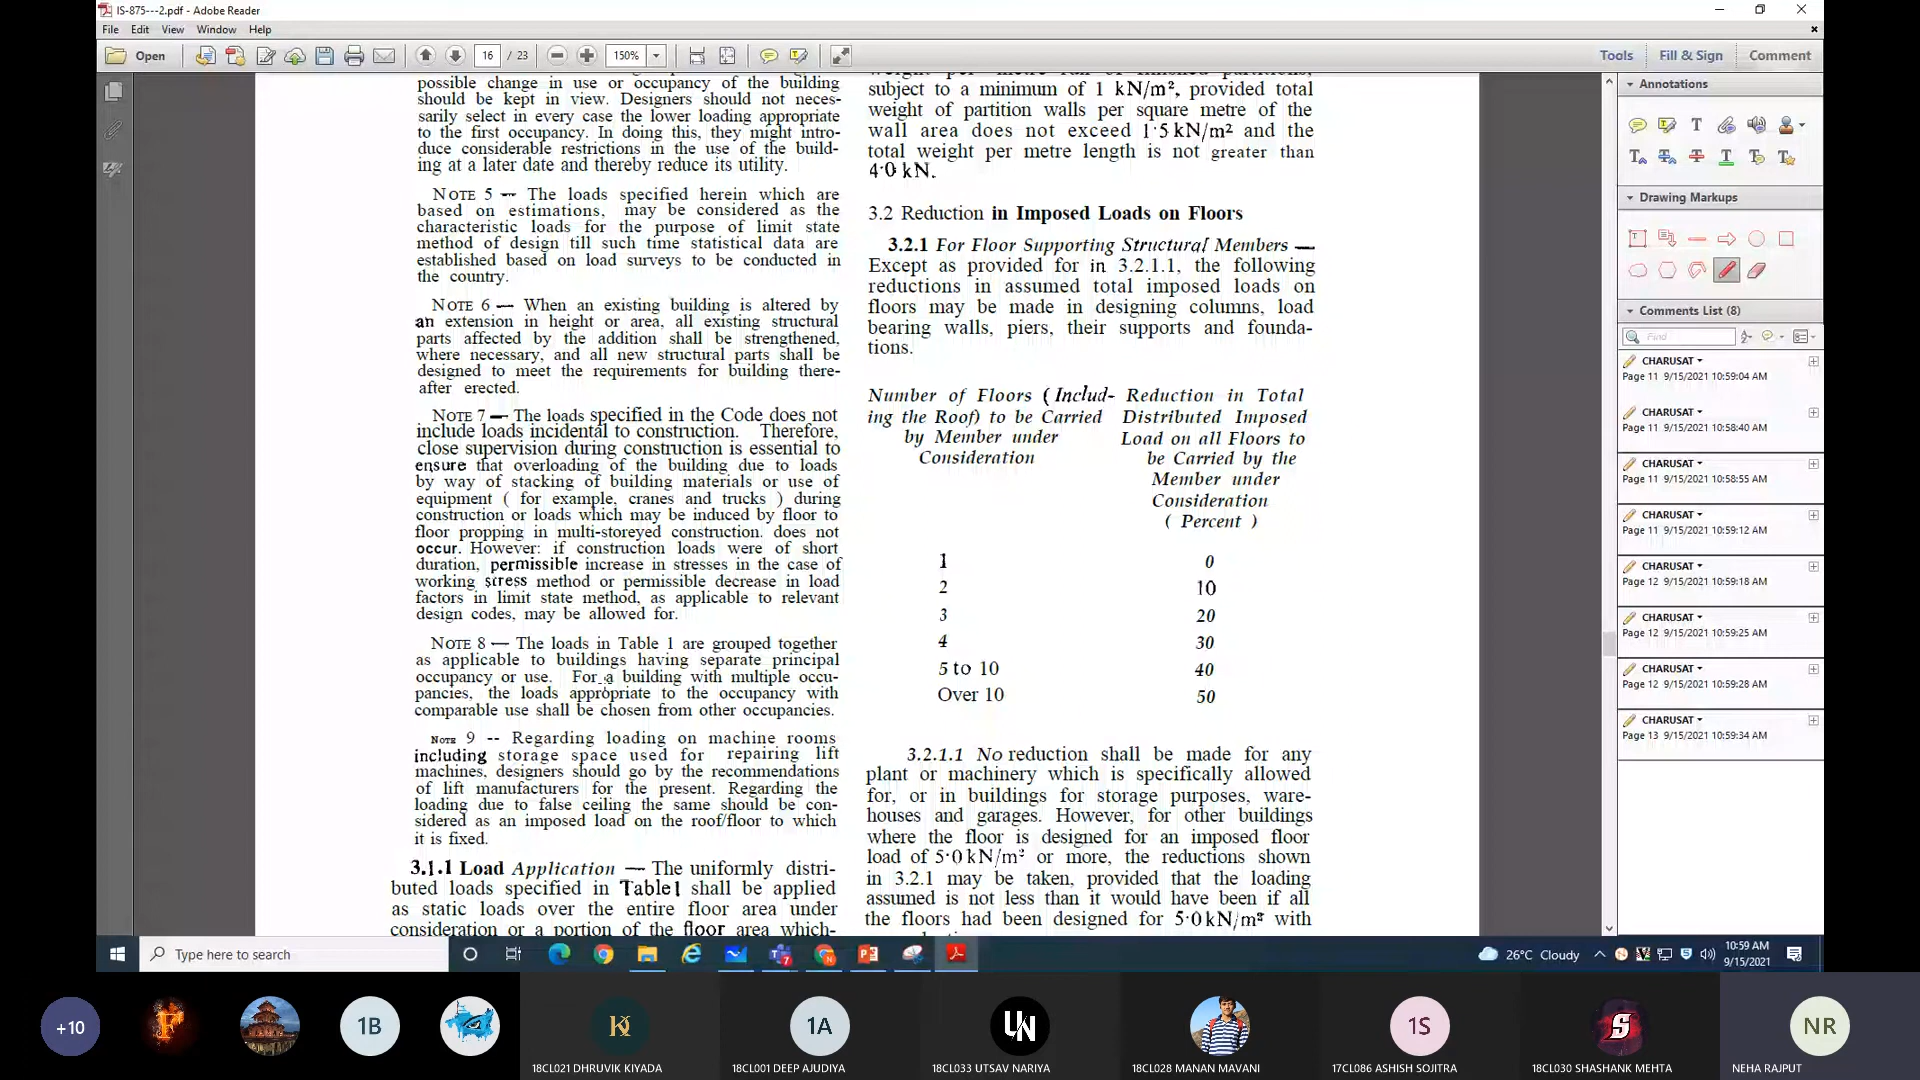 IS-875---2.pdf - Adobe Reader
File Edit View Window Help
Open 16 / 23 150% Tools Fill & Sign Comment
possible change in use or occupancy of the building
should be kept in view. Designers should not neces-
sarily select in every case the lower loading appropriate
to the first occupancy. In doing this, they might intro-
duce considerable restrictions in the use of the build-
ing at a later date and thereby reduce its utility.
NOTE 5 — The loads specified herein which are
based on estimations, may be considered as the
characteristic loads for the purpose of limit state
method of design till such time statistical data are
established based on load surveys to be conducted in
the country.
NOTE 6 — When an existing building is altered by
an extension in height or area, all existing structural
parts affected by the addition shall be strengthened,
where necessary, and all new structural parts shall be
designed to meet the requirements for building there-
after erected.
NOTE 7 — The loads specified in the Code does not
include loads incidental to construction. Therefore,
close supervision during construction is essential to
ensure that overloading of the building due to loads
by way of stacking of building materials or use of
equipment ( for example, cranes and trucks ) during
construction or loads which may be induced by floor to
floor propping in multi-storeyed construction. does not
occur. However: if construction loads were of short
duration, permissible increase in stresses in the case of
working stress method or permissible decrease in load
factors in limit state method, as applicable to relevant
design codes, may be allowed for.
NOTE 8 — The loads in Table 1 are grouped together
as applicable to buildings having separate principal
occupancy or use. For a building with multiple occu-
pancies, the loads appropriate to the occupancy with
comparable use shall be chosen from other occupancies.
NOTE 9 -- Regarding loading on machine rooms
including storage space used for repairing lift
machines, designers should go by the recommendations
of lift manufacturers for the present. Regarding the
loading due to false ceiling the same should be con-
sidered as an imposed load on the roof/floor to which
it is fixed.
3.1.1 Load Application — The uniformly distri-
buted loads specified in Table 1 shall be applied
as static loads over the entire floor area under
consideration or a portion of the floor area which-
weight per metre run of finished partitions,
subject to a minimum of 1 kN/m², provided total
weight of partition walls per square metre of the
wall area does not exceed 1·5 kN/m² and the
total weight per metre length is not greater than
4·0 kN.
3.2 Reduction in Imposed Loads on Floors
3.2.1 For Floor Supporting Structural Members —
Except as provided for in 3.2.1.1, the following
reductions in assumed total imposed loads on
floors may be made in designing columns, load
bearing walls, piers, their supports and founda-
tions.
Number of Floors ( Includ- Reduction in Total
ing the Roof) to be Carried Distributed Imposed
by Member under Load on all Floors to
Consideration be Carried by the
Member under
Consideration
( Percent )
1 0
2 10
3 20
4 30
5 to 10 40
Over 10 50
3.2.1.1 No reduction shall be made for any
plant or machinery which is specifically allowed
for, or in buildings for storage purposes, ware-
houses and garages. However, for other buildings
where the floor is designed for an imposed floor
load of 5·0 kN/m² or more, the reductions shown
in 3.2.1 may be taken, provided that the loading
assumed is not less than it would have been if all
the floors had been designed for 5·0 kN/m² with
Annotations
Drawing Markups
Comments List (8)
Find
CHARUSAT
Page 11 9/15/2021 10:59:04 AM
CHARUSAT
Page 11 9/15/2021 10:58:40 AM
CHARUSAT
Page 11 9/15/2021 10:58:55 AM
CHARUSAT
Page 11 9/15/2021 10:59:12 AM
CHARUSAT
Page 12 9/15/2021 10:59:18 AM
CHARUSAT
Page 12 9/15/2021 10:59:25 AM
CHARUSAT
Page 12 9/15/2021 10:59:28 AM
CHARUSAT
Page 13 9/15/2021 10:59:34 AM
Type here to search
26°C Cloudy
10:59 AM
9/15/2021
+10
1B
1A
1S
NR
18CL021 DHRUVIK KIYADA
18CL001 DEEP AJUDIYA
18CL033 UTSAV NARIYA
18CL028 MANAN MAVANI
17CL086 ASHISH SOJITRA
18CL030 SHASHANK MEHTA
NEHA RAJPUT